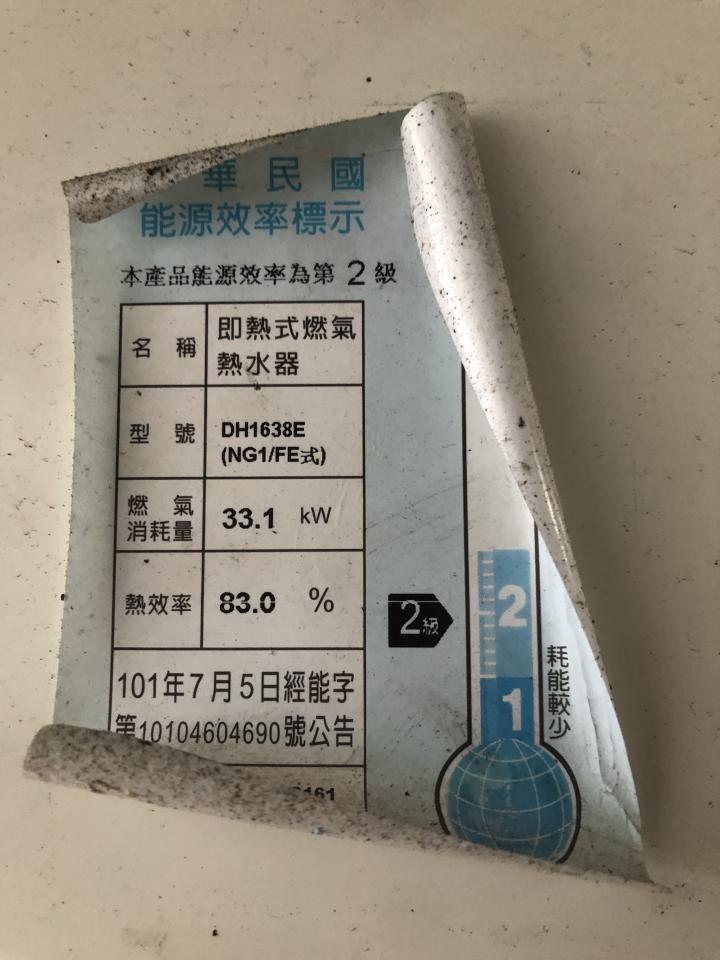 華民國
能源效率標示
本產品能源效率為第2級
名稱
即熱式燃氣
熱水器
型號
DH1638E
(NG1/FE式)
燃氣
消耗量
33.1 kW
熱效率
83.0 %
101年7月5日經能字
第10104604690號公告
2級
2
1
耗能較少